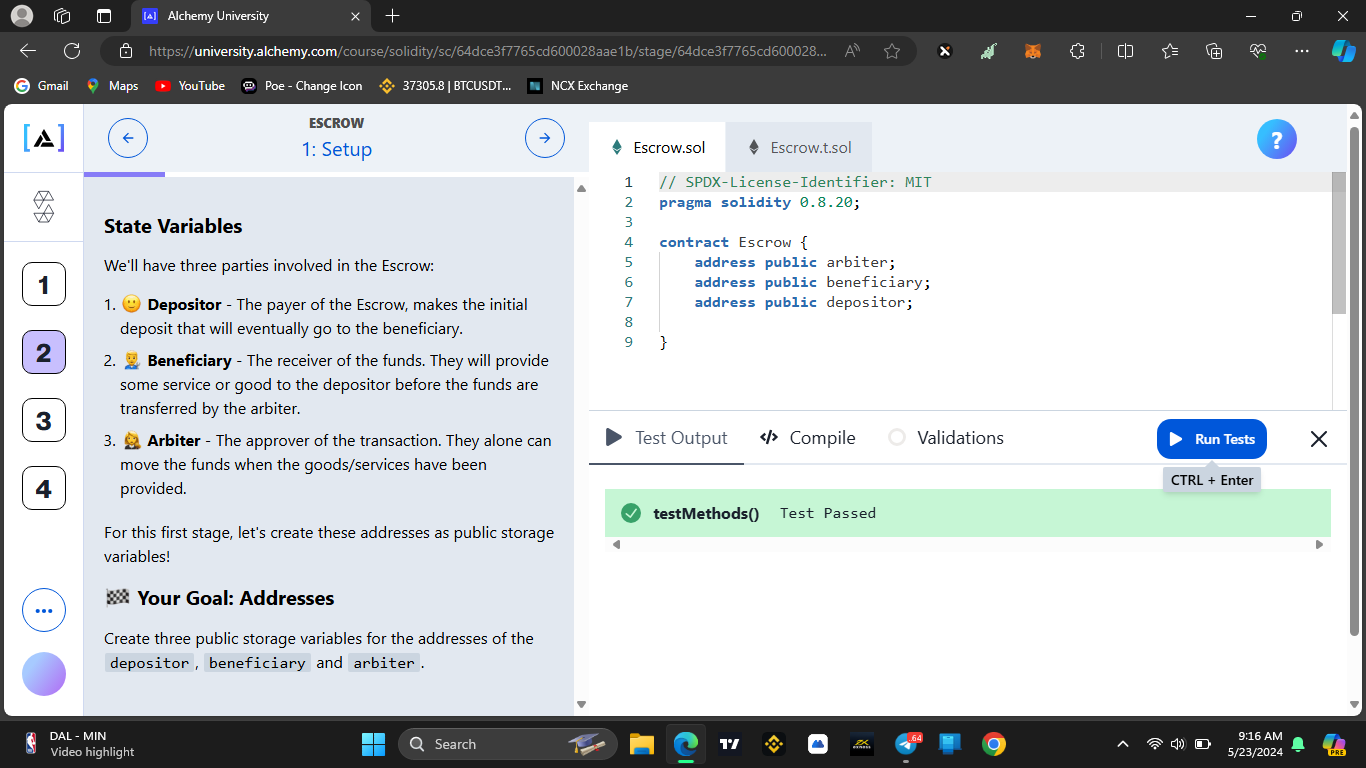 Alchemy University
https://university.alchemy.com/course/solidity/sc/64dce3f7765cd600028aae1b/stage/64dce3f7765cd600028...
Gmail
Maps
YouTube
Poe - Change Icon
37305.8 | BTCUSDT...
NCX Exchange
ESCROW
1: Setup
1
2
3
4
State Variables
We'll have three parties involved in the Escrow:
1. 🙂 Depositor - The payer of the Escrow, makes the initial
deposit that will eventually go to the beneficiary.
2. 👨‍⚕️ Beneficiary - The receiver of the funds. They will provide
some service or good to the depositor before the funds are
transferred by the arbiter.
3. 👩‍⚖️ Arbiter - The approver of the transaction. They alone can
move the funds when the goods/services have been
provided.
For this first stage, let's create these addresses as public storage
variables!
🏁 Your Goal: Addresses
Create three public storage variables for the addresses of the
depositor, beneficiary and arbiter.
Escrow.sol
Escrow.t.sol
?
1 // SPDX-License-Identifier: MIT
2 pragma solidity 0.8.20;
3
4 contract Escrow {
5 address public arbiter;
6 address public beneficiary;
7 address public depositor;
8
9 }
Test Output
Compile
Validations
Run Tests
CTRL + Enter
testMethods() Test Passed
DAL - MIN
Video highlight
Search
.64
9:16 AM
5/23/2024
PRE